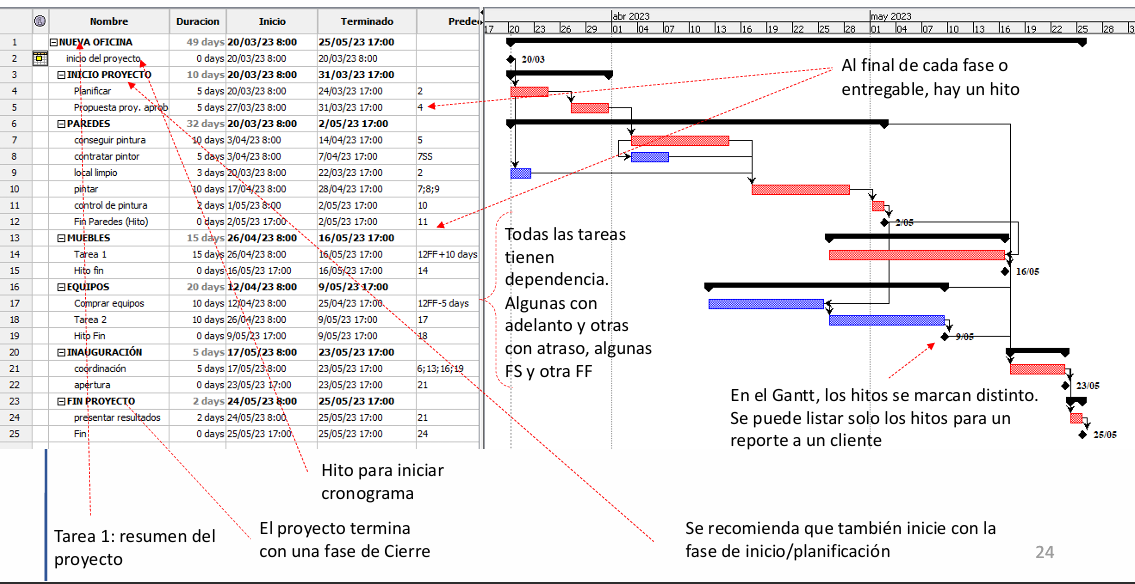 Nombre Duracion Inicio Terminado Predec
abr 2023 may 2023
17 20 23 26 29 01 04 07 10 13 16 19 22 25 28 01 04 07 10 13 16 19 22 25 28 31
1 NUEVA OFICINA 49 days 20/03/23 8:00 25/05/23 17:00
2 inicio del proyecto 0 days 20/03/23 8:00 20/03/23 8:00
3 INICIO PROYECTO 10 days 20/03/23 8:00 31/03/23 17:00
4 Planificar 5 days 20/03/23 8:00 24/03/23 17:00 2
5 Propuesta proy. aprob 5 days 27/03/23 8:00 31/03/23 17:00 4
6 PAREDES 32 days 20/03/23 8:00 2/05/23 17:00
7 conseguir pintura 10 days 3/04/23 8:00 14/04/23 17:00 5
8 contratar pintor 5 days 3/04/23 8:00 7/04/23 17:00 7SS
9 local limpio 3 days 20/03/23 8:00 22/03/23 17:00 2
10 pintar 10 days 17/04/23 8:00 28/04/23 17:00 7;8;9
11 control de pintura 2 days 1/05/23 8:00 2/05/23 17:00 10
12 Fin Paredes (Hito) 0 days 2/05/23 17:00 2/05/23 17:00 11
13 MUEBLES 15 days 26/04/23 8:00 16/05/23 17:00
14 Tarea 1 15 days 26/04/23 8:00 16/05/23 17:00 12FF+10 days
15 Hito fin 0 days 16/05/23 17:00 16/05/23 17:00 14
16 EQUIPOS 20 days 12/04/23 8:00 9/05/23 17:00
17 Comprar equipos 10 days 12/04/23 8:00 25/04/23 17:00 12FF-5 days
18 Tarea 2 10 days 26/04/23 8:00 9/05/23 17:00 17
19 Hito Fin 0 days 9/05/23 17:00 9/05/23 17:00 18
20 INAUGURACIÓN 5 days 17/05/23 8:00 23/05/23 17:00
21 coordinación 5 days 17/05/23 8:00 23/05/23 17:00 6;13;16;19
22 apertura 0 days 23/05/23 17:00 23/05/23 17:00 21
23 FIN PROYECTO 2 days 24/05/23 8:00 25/05/23 17:00
24 presentar resultados 2 days 24/05/23 8:00 25/05/23 17:00 21
25 Fin 0 days 25/05/23 17:00 25/05/23 17:00 24
20/03
2/05
16/05
9/05
23/05
25/05
Al final de cada fase o
entregable, hay un hito
Todas las tareas
tienen
dependencia.
Algunas con
adelanto y otras
con atraso, algunas
FS y otra FF
En el Gantt, los hitos se marcan distinto.
Se puede listar solo los hitos para un
reporte a un cliente
Hito para iniciar
cronograma
Tarea 1: resumen del
proyecto
El proyecto termina
con una fase de Cierre
Se recomienda que también inicie con la
fase de inicio/planificación
24